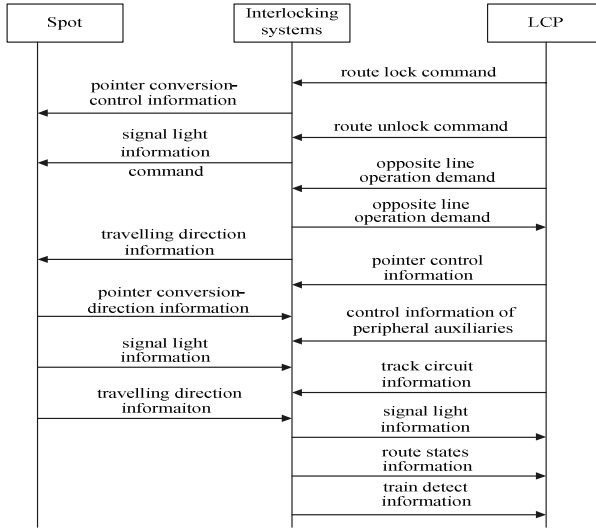 Spot
Interlocking
systems
LCP
route lock command
pointer conversion-
control information
route unlock command
signal light
information
command
opposite line
operation demand
opposite line
operation demand
travelling direction
information
pointer control
information
pointer conversion-
direction information
control information of
peripheral auxiliaries
signal light
information
track circuit
information
travelling direction
informaiton
signal light
information
route states
information
train detect
information